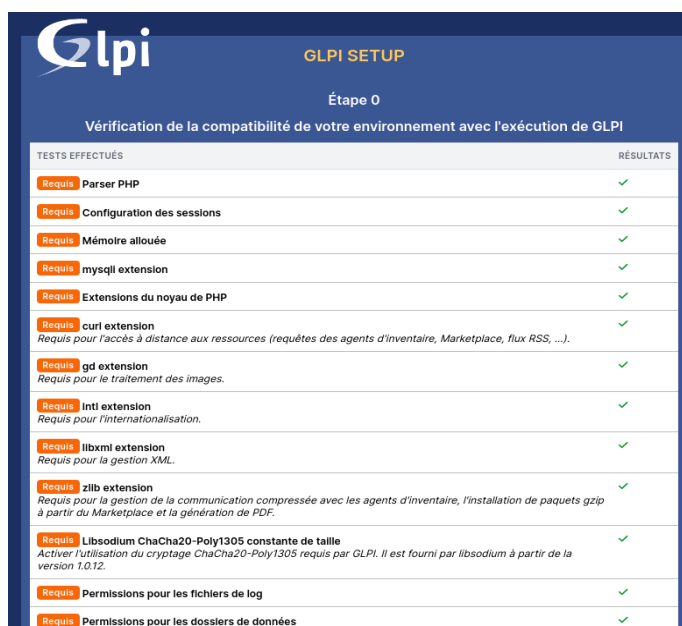 Glpi
GLPI SETUP
Étape 0
Vérification de la compatibilité de votre environnement avec l'exécution de GLPI
TESTS EFFECTUÉS RÉSULTATS
Requis Parser PHP
Requis Configuration des sessions
Requis Mémoire allouée
Requis mysqli extension
Requis Extensions du noyau de PHP
Requis curl extension
Requis pour l'accès à distance aux ressources (requêtes des agents d'inventaire, Marketplace, flux RSS, ...).
Requis gd extension
Requis pour le traitement des images.
Requis intl extension
Requis pour l'internationalisation.
Requis libxml extension
Requis pour la gestion XML.
Requis zlib extension
Requis pour la gestion de la communication compressée avec les agents d'inventaire, l'installation de paquets gzip
à partir du Marketplace et la génération de PDF.
Requis Libsodium ChaCha20-Poly1305 constante de taille
Activer l'utilisation du cryptage ChaCha20-Poly1305 requis par GLPI. Il est fourni par libsodium à partir de la
version 1.0.12.
Requis Permissions pour les fichiers de log
Requis Permissions pour les dossiers de données